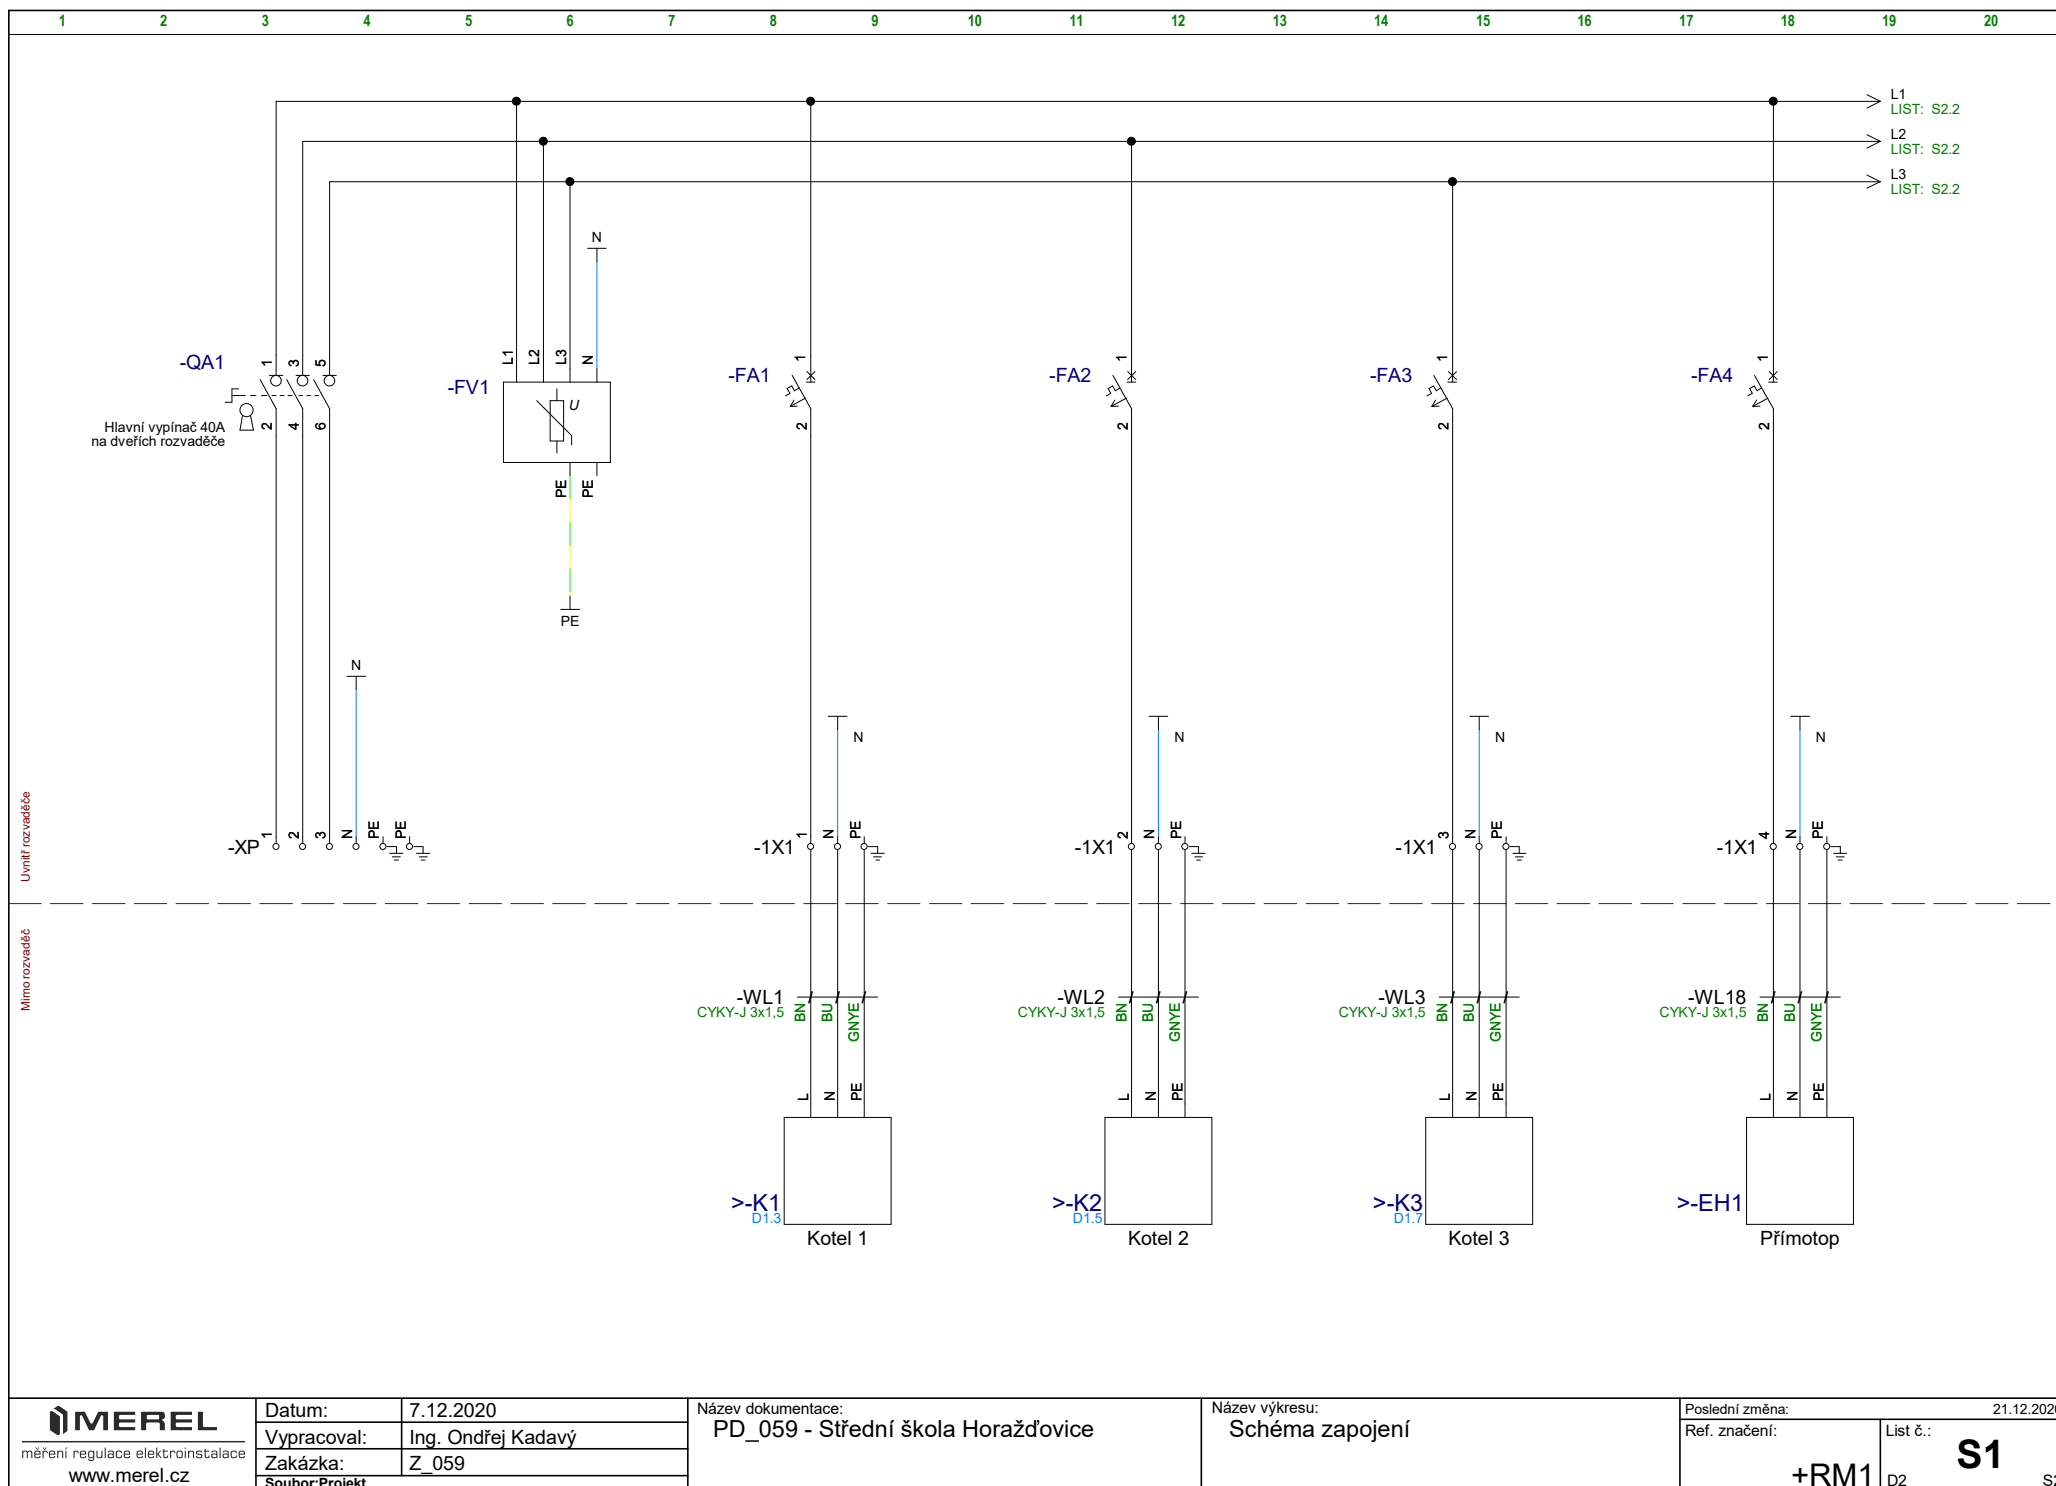 1 2 3 4 5 6 7 8 9 10 11 12 13 14 15 16 17 18 19 20
L1
LIST: S2.2
L2
LIST: S2.2
L3
LIST: S2.2
N
-QA1
1 3 5
2 4 6
Hlavní vypínač 40A
na dveřích rozvaděče
-FV1
L1 L2 L3 N
U
PE PE
PE
-FA1
1
2
-FA2
1
2
-FA3
1
2
-FA4
1
2
N
N
N
N
N
Uvnitř rozvaděče
-XP
1 2 3 N PE PE
-1X1
1 N PE
-1X1
2 N PE
-1X1
3 N PE
-1X1
4 N PE
Mimo rozvaděč
-WL1
CYKY-J 3x1,5
BN BU GNYE
-WL2
CYKY-J 3x1,5
BN BU GNYE
-WL3
CYKY-J 3x1,5
BN BU GNYE
-WL18
CYKY-J 3x1,5
BN BU GNYE
L N PE
L N PE
L N PE
L N PE
>-K1
D1.3
Kotel 1
>-K2
D1.5
Kotel 2
>-K3
D1.7
Kotel 3
>-EH1
Přímotop
MEREL
měření regulace elektroinstalace
www.merel.cz
Datum: 7.12.2020
Vypracoval: Ing. Ondřej Kadavý
Zakázka: Z_059
Soubor:Projekt
Název dokumentace:
PD_059 - Střední škola Horažďovice
Název výkresu:
Schéma zapojení
Poslední změna: 21.12.2020
Ref. značení:
+RM1
List č.:
S1
D2
S2